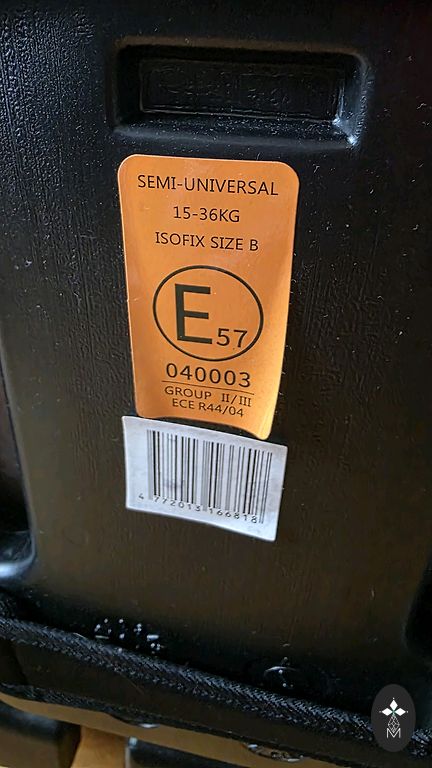 SEMI-UNIVERSAL
15-36KG
ISOFIX SIZE B
E57
040003
GROUP II/III
ECE R44/04
4 772013 166818
M